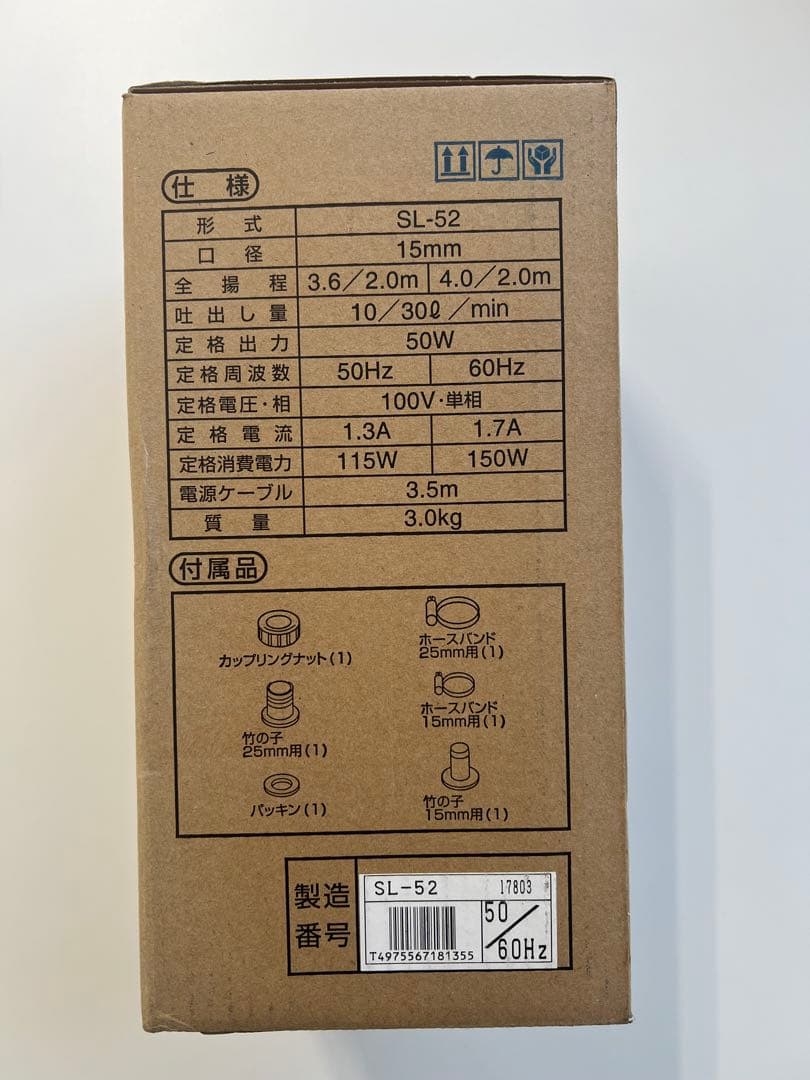 仕様
形式 SL-52
口径 15mm
全揚程 3.6／2.0m 4.0／2.0m
吐出し量 10／30ℓ／min
定格出力 50W
定格周波数 50Hz 60Hz
定格電圧・相 100V・単相
定格電流 1.3A 1.7A
定格消費電力 115W 150W
電源ケーブル 3.5m
質量 3.0kg
付属品
カップリングナット(1)
ホースバンド
25mm用(1)
竹の子
25mm用(1)
ホースバンド
15mm用(1)
パッキン(1)
竹の子
15mm用(1)
製造
番号
SL-52 17803
50／60Hz
T4975567181355